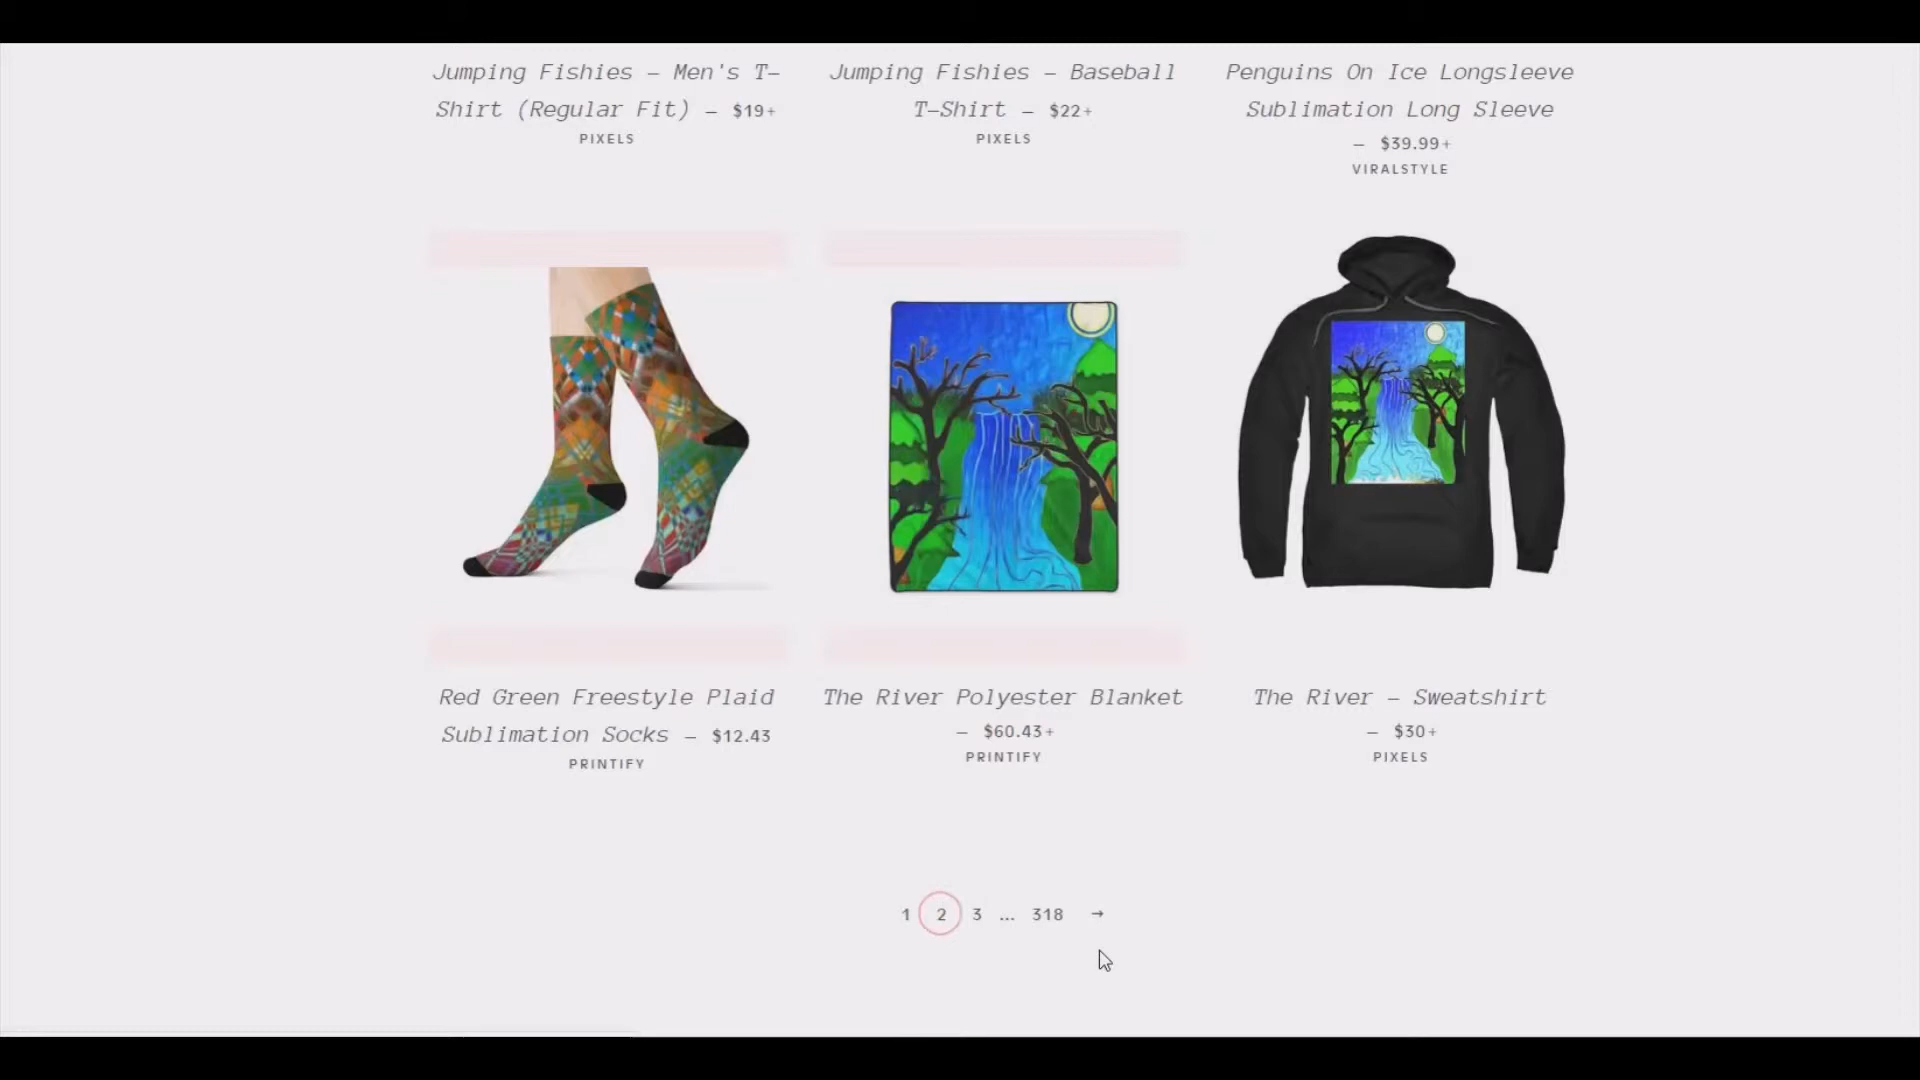 Jumping Fishies – Men's T-
Shirt (Regular Fit) – $19+
PIXELS
Jumping Fishies – Baseball
T-Shirt – $22+
PIXELS
Penguins On Ice Longsleeve
Sublimation Long Sleeve
– $39.99+
VIRALSTYLE
Red Green Freestyle Plaid
Sublimation Socks – $12.43
PRINTIFY
The River Polyester Blanket
– $60.43+
PRINTIFY
The River – Sweatshirt
– $30+
PIXELS
1 2 3 ... 318 →